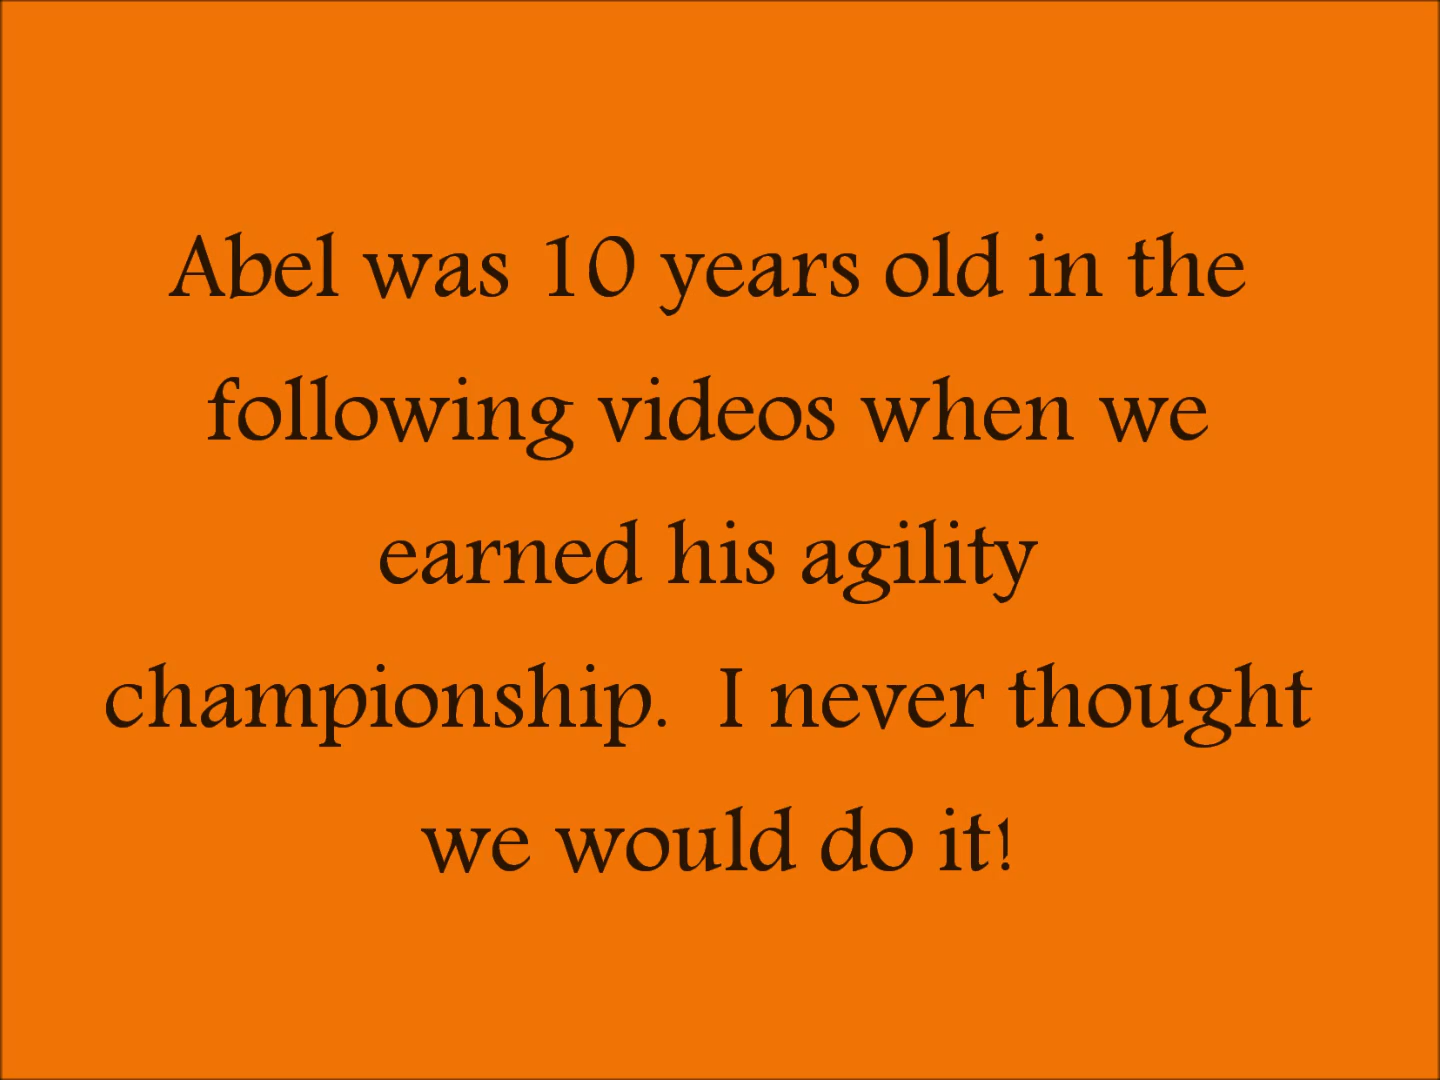 Abel was 10 years old in the
following videos when we
earned his agility
championship.  I never thought
we would do it!